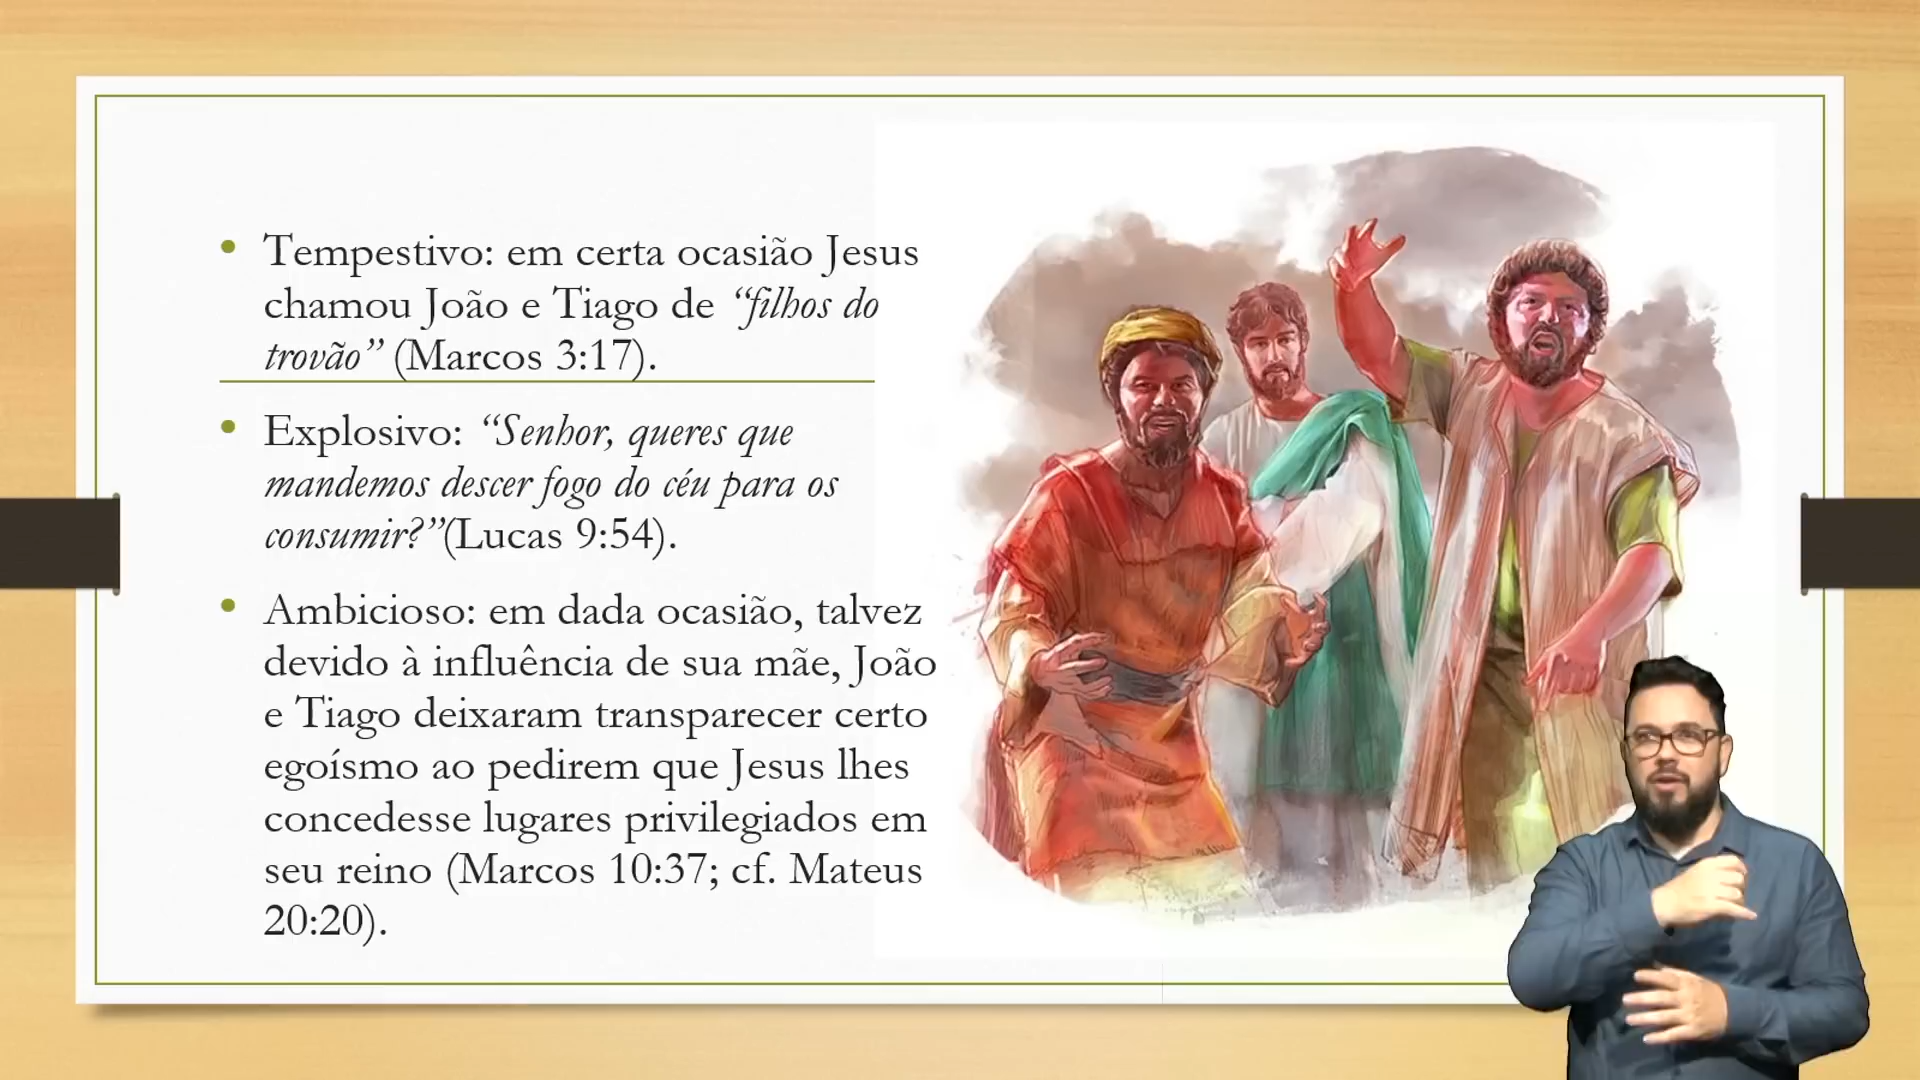 • Tempestivo: em certa ocasião Jesus
chamou João e Tiago de “filhos do
trovão” (Marcos 3:17).
• Explosivo: “Senhor, queres que
mandemos descer fogo do céu para os
consumir?”(Lucas 9:54).
• Ambicioso: em dada ocasião, talvez
devido à influência de sua mãe, João
e Tiago deixaram transparecer certo
egoísmo ao pedirem que Jesus lhes
concedesse lugares privilegiados em
seu reino (Marcos 10:37; cf. Mateus
20:20).